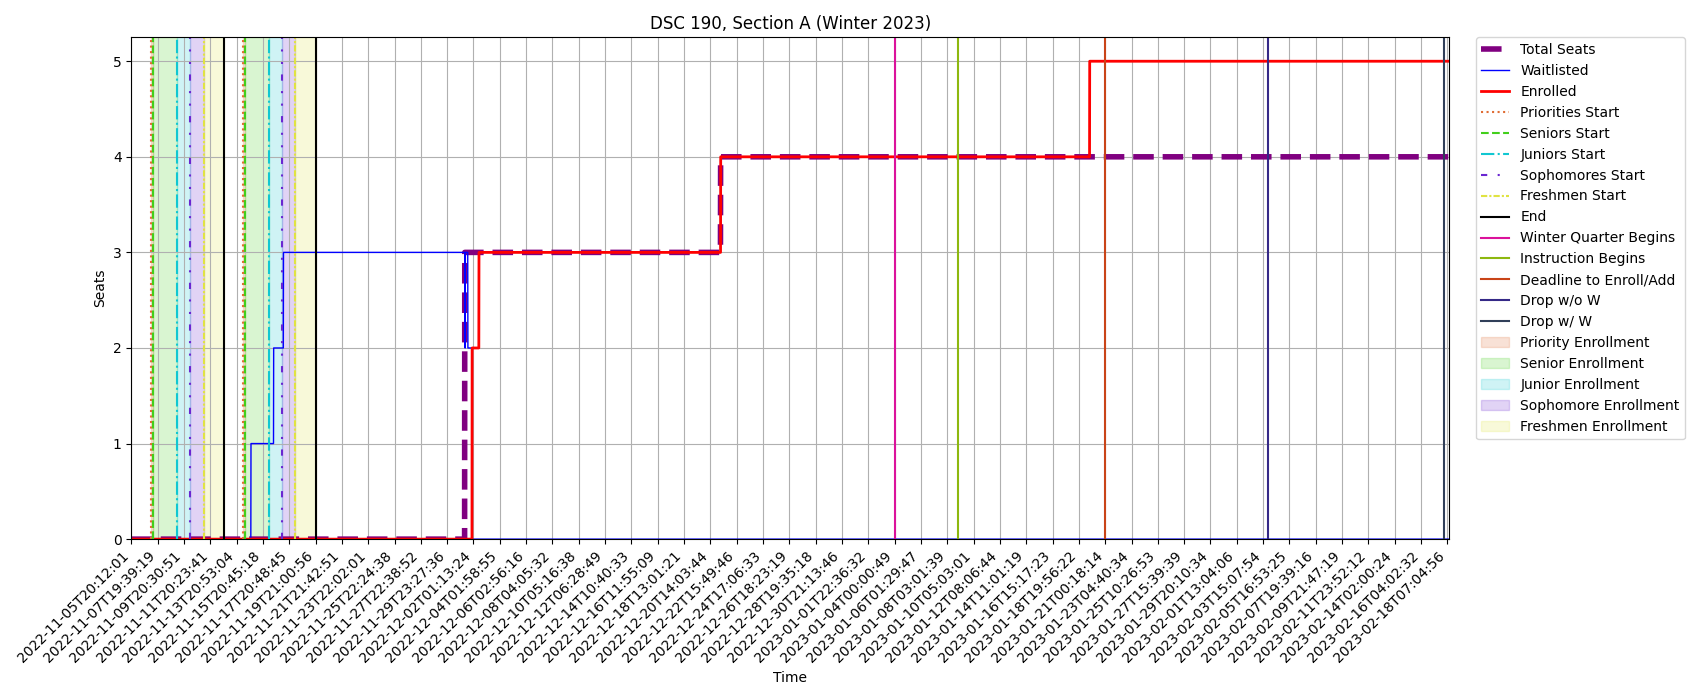 DSC 190, Section A (Winter 2023)
Seats
5
4
3
2
1
0
2022-11-05T20:12:01
2022-11-07T19:39:19
2022-11-09T20:30:51
2022-11-11T20:23:41
2022-11-13T20:53:04
2022-11-15T20:45:18
2022-11-17T20:48:45
2022-11-19T21:00:56
2022-11-21T21:42:51
2022-11-23T22:02:01
2022-11-25T22:24:38
2022-11-27T22:38:52
2022-11-29T23:27:36
2022-12-02T01:13:24
2022-12-04T01:58:55
2022-12-06T02:56:16
2022-12-08T04:05:32
2022-12-10T05:16:38
2022-12-12T06:28:49
2022-12-14T10:40:33
2022-12-16T11:55:09
2022-12-18T13:01:21
2022-12-20T14:03:44
2022-12-22T15:49:46
2022-12-24T17:06:33
2022-12-26T18:23:19
2022-12-28T19:35:18
2022-12-30T21:13:46
2023-01-01T22:36:32
2023-01-04T00:00:49
2023-01-06T01:29:47
2023-01-08T03:01:39
2023-01-10T05:03:01
2023-01-12T08:06:44
2023-01-14T11:01:19
2023-01-16T15:17:23
2023-01-18T19:56:22
2023-01-21T00:18:14
2023-01-23T04:40:34
2023-01-25T10:26:53
2023-01-27T15:39:39
2023-01-29T20:10:34
2023-02-01T13:04:06
2023-02-03T15:07:54
2023-02-05T16:53:25
2023-02-07T19:39:16
2023-02-09T21:47:19
2023-02-11T23:52:12
2023-02-14T02:00:24
2023-02-16T04:02:32
2023-02-18T07:04:56
Time
Total Seats
Waitlisted
Enrolled
Priorities Start
Seniors Start
Juniors Start
Sophomores Start
Freshmen Start
End
Winter Quarter Begins
Instruction Begins
Deadline to Enroll/Add
Drop w/o W
Drop w/ W
Priority Enrollment
Senior Enrollment
Junior Enrollment
Sophomore Enrollment
Freshmen Enrollment